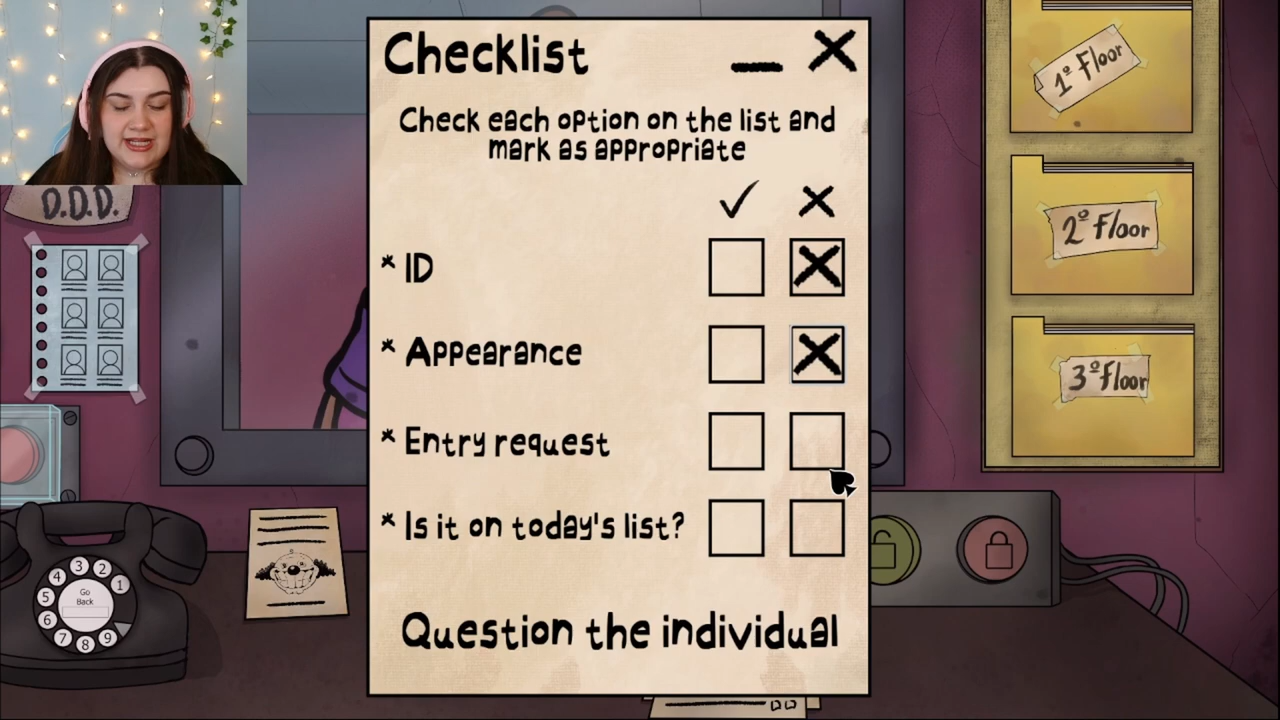 Checklist
Check each option on the list and
mark as appropriate
* ID
* Appearance
* Entry request
* Is it on today's list?
Question the individual
D.D.D.
1º Floor
2º Floor
3º Floor
1
2
3
4
5
6
7
8
9
Go
Back